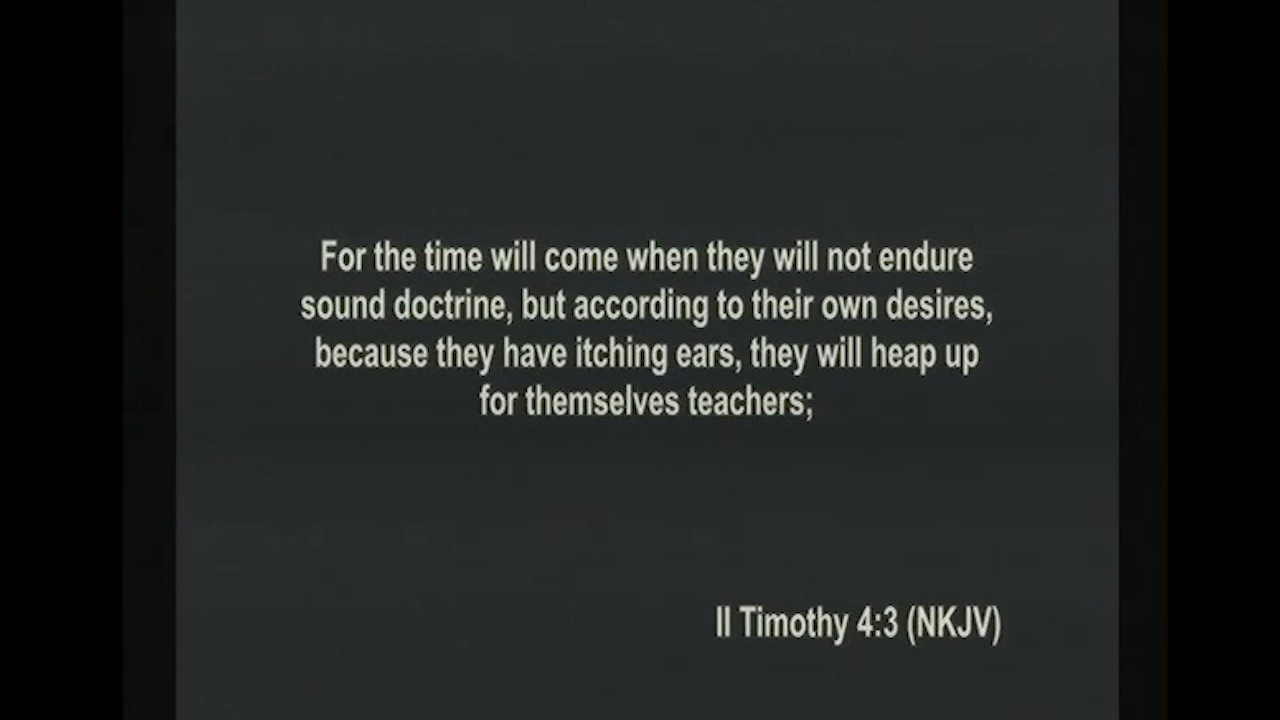 For the time will come when they will not endure
sound doctrine, but according to their own desires,
because they have itching ears, they will heap up
for themselves teachers;
II Timothy 4:3 (NKJV)